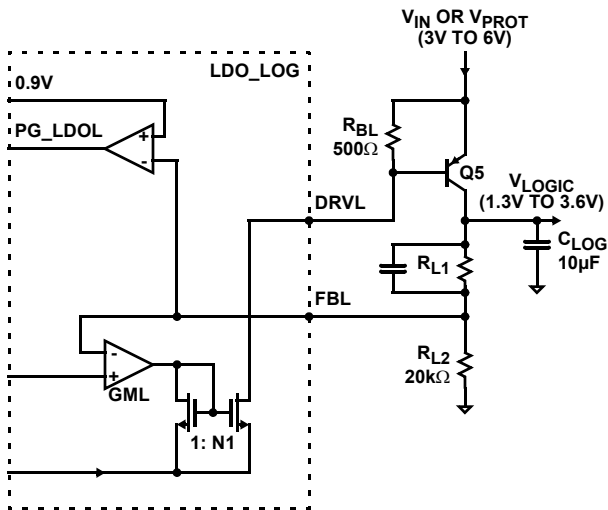 V_IN OR V_PROT
(3V TO 6V)
LDO_LOG
0.9V
PG_LDOL
+
-
R_BL
500Ω
Q5
DRVL
V_LOGIC
(1.3V TO 3.6V)
C_LOG
10µF
R_L1
FBL
-
+
GML
R_L2
20kΩ
1: N1